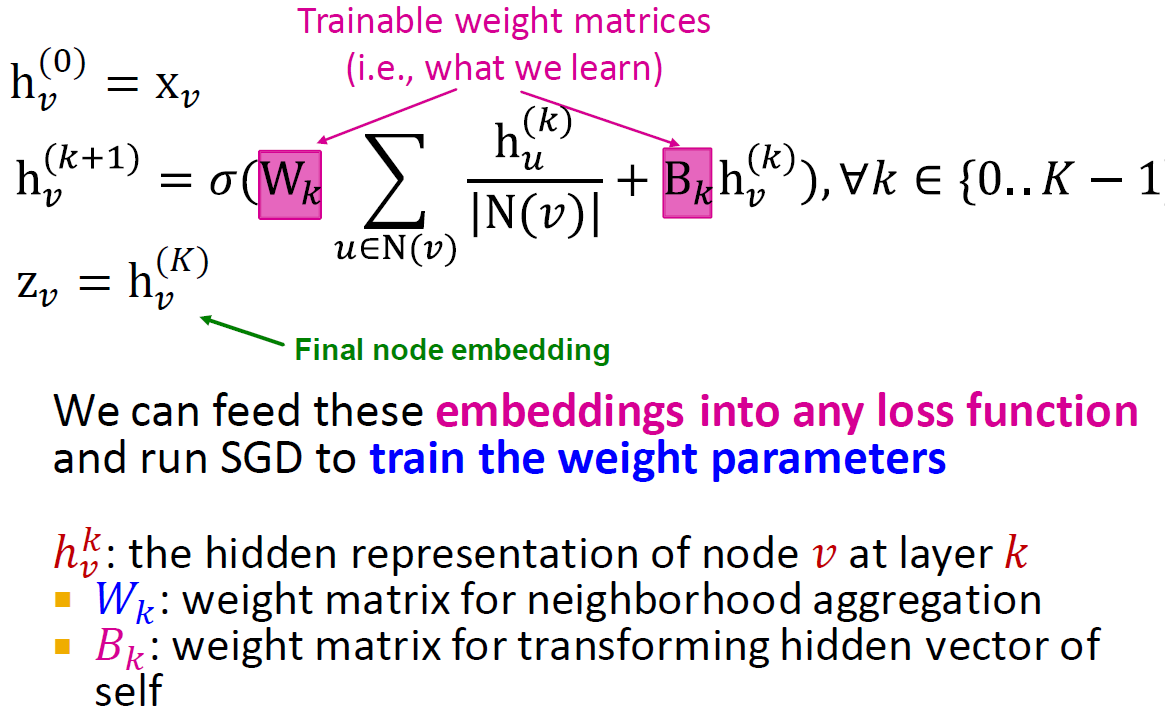 Trainable weight matrices
(i.e., what we learn)
h_v^{(0)} = x_v
h_v^{(k+1)} = σ(W_k ∑_{u∈N(v)} h_u^{(k)} / |N(v)| + B_k h_v^{(k)}), ∀k ∈ {0..K − 1}
z_v = h_v^{(K)}
Final node embedding
We can feed these embeddings into any loss function
and run SGD to train the weight parameters
h_v^k: the hidden representation of node v at layer k
▪ W_k: weight matrix for neighborhood aggregation
▪ B_k: weight matrix for transforming hidden vector of
self